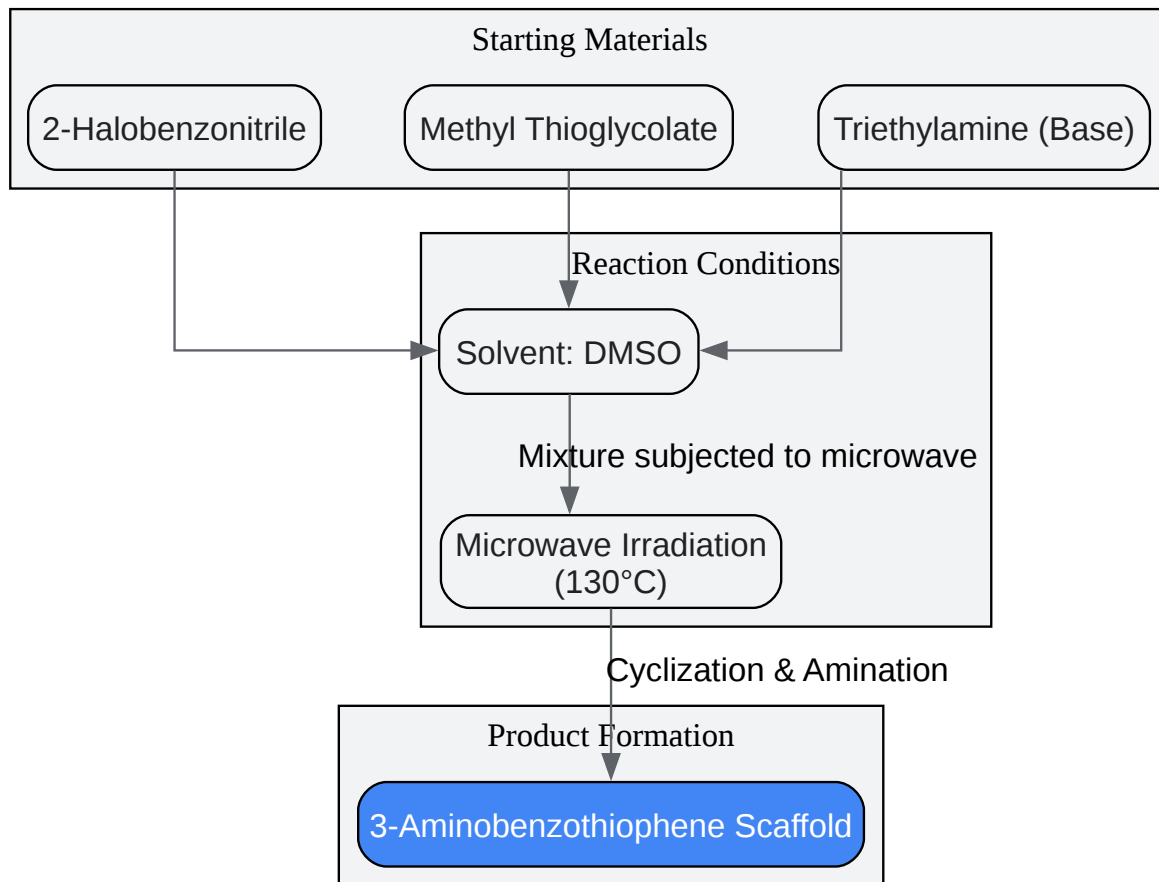 Starting Materials
2-Halobenzonitrile
Methyl Thioglycolate
Triethylamine (Base)
Reaction Conditions
Solvent: DMSO
Mixture subjected to microwave
Microwave Irradiation
(130°C)
Cyclization & Amination
Product Formation
3-Aminobenzothiophene Scaffold